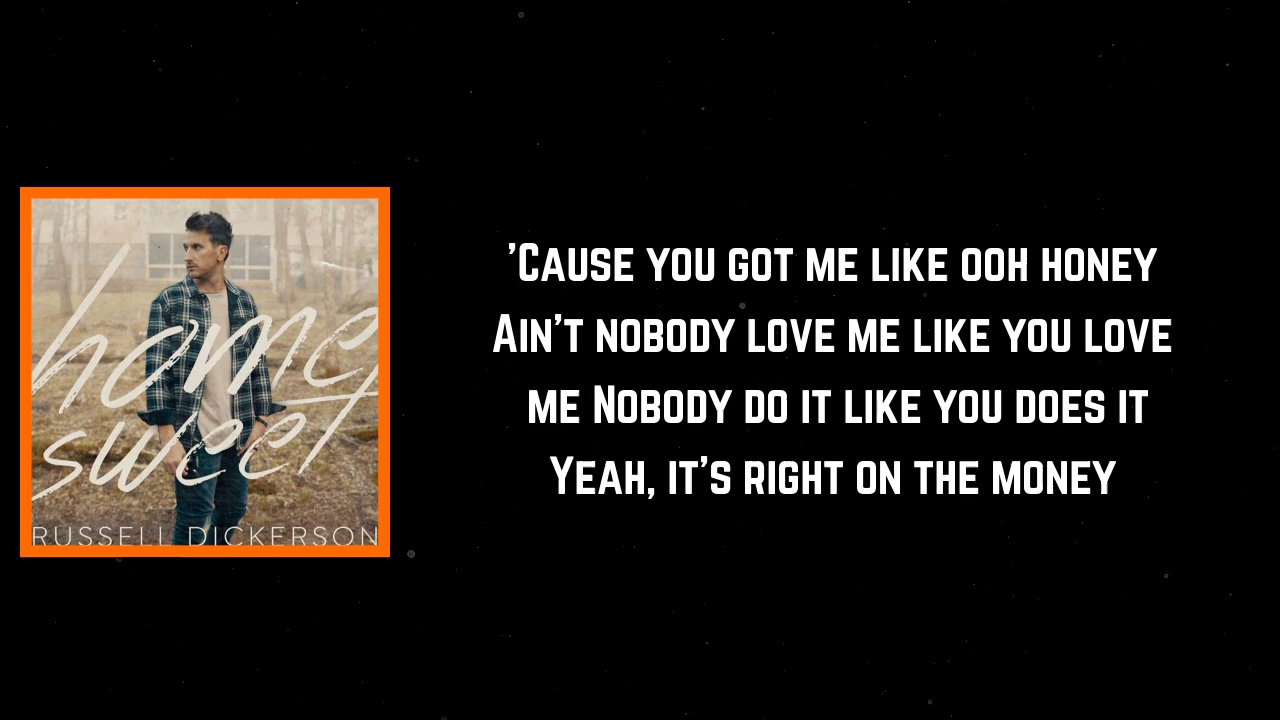 home
sweet
RUSSELL DICKERSON
'Cause you got me like ooh honey
Ain't nobody love me like you love
me Nobody do it like you does it
Yeah, it's right on the money